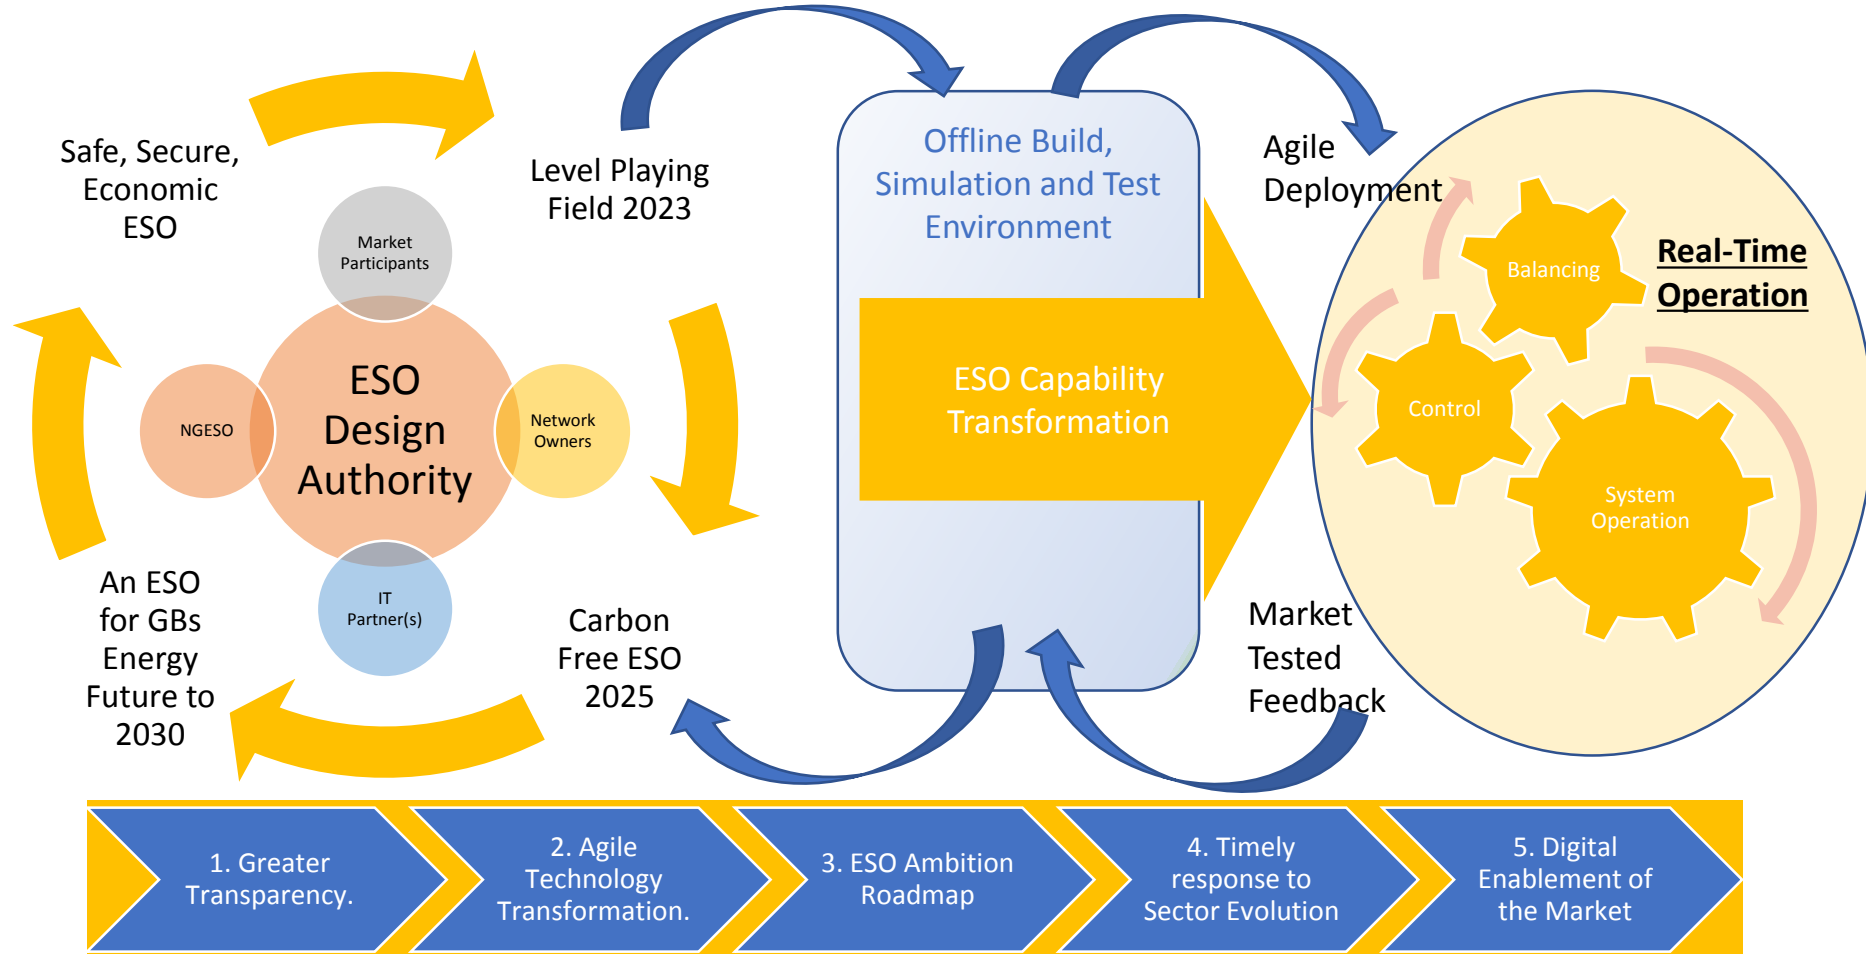 Safe, Secure,
Economic
ESO
Level Playing
Field 2023
Market
Participants
ESO
Design
Authority
NGESO
Network
Owners
IT
Partner(s)
An ESO
for GBs
Energy
Future to
2030
Carbon
Free ESO
2025
Offline Build,
Simulation and Test
Environment
ESO Capability
Transformation
Agile
Deployment
Market
Tested
Feedback
Real-Time
Operation
Balancing
Control
System
Operation
1. Greater
Transparency.
2. Agile
Technology
Transformation.
3. ESO Ambition
Roadmap
4. Timely
response to
Sector Evolution
5. Digital
Enablement of
the Market